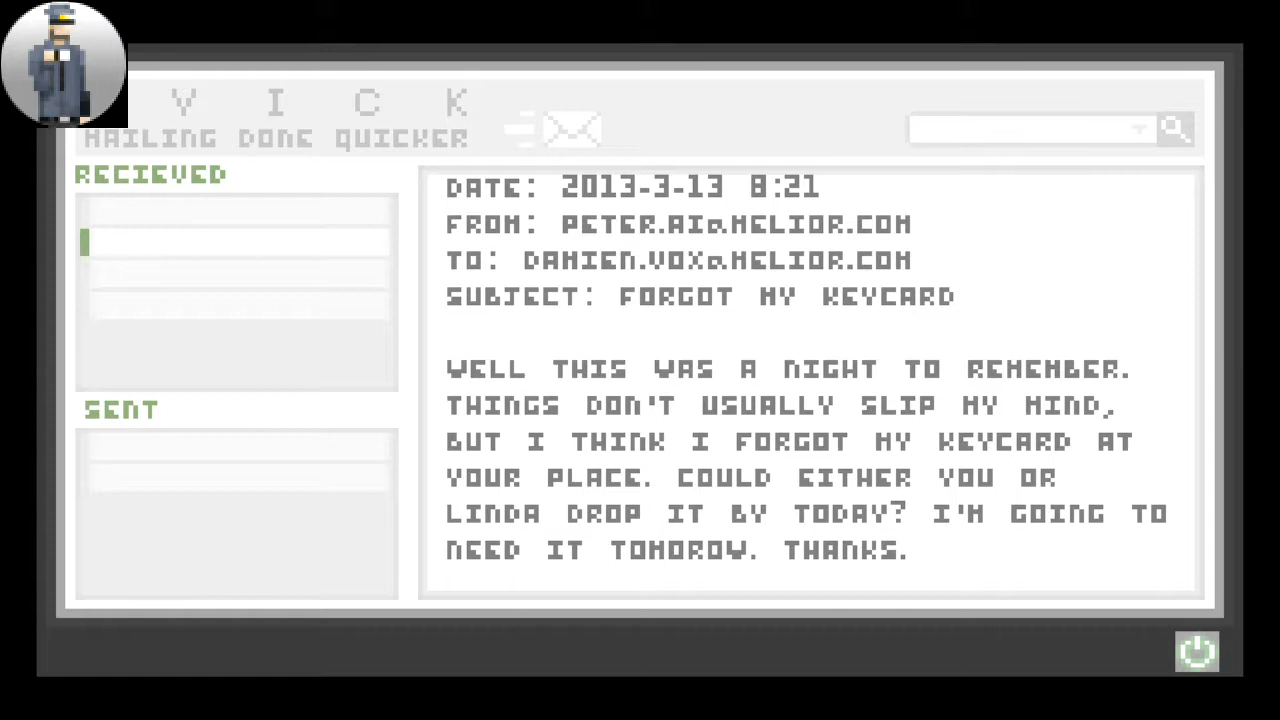 V I C K
MAILING DONE QUICKER
RECIEVED
SENT
DATE: 2013-3-13 8:21
FROM: PETER.AI@HELIOR.COM
TO: DAMIEN.VOX@HELIOR.COM
SUBJECT: FORGOT MY KEYCARD
WELL THIS WAS A NIGHT TO REMEMBER.
THINGS DON'T USUALLY SLIP MY MIND,
BUT I THINK I FORGOT MY KEYCARD AT
YOUR PLACE. COULD EITHER YOU OR
LINDA DROP IT BY TODAY? I'M GOING TO
NEED IT TOMOROW. THANKS.